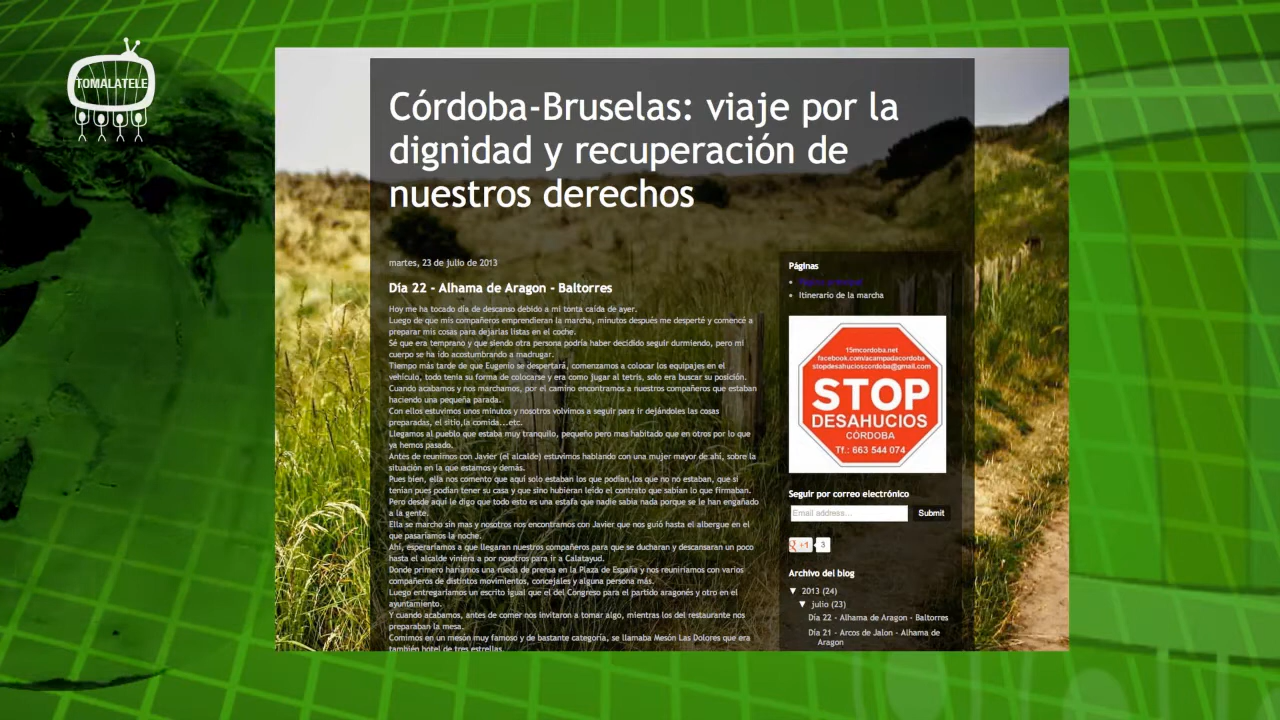 TOMALATELE
Córdoba-Bruselas: viaje por la
dignidad y recuperación de
nuestros derechos
martes, 23 de julio de 2013
Día 22 - Alhama de Aragon - Baltorres
Hoy me ha tocado día de descanso debido a mi tonta caída de ayer.
Luego de que mis compañeros emprendieran la marcha, minutos después me desperté y comencé a
preparar mis cosas para dejarlas listas en el coche.
Sé que era temprano y que siendo otra persona podría haber decidido seguir durmiendo, pero mi
cuerpo se ha ido acostumbrando a madrugar.
Tiempo más tarde de que Eugenio se despertará, comenzamos a colocar los equipajes en el
vehículo, todo tenia su forma de colocarse y era como jugar al tetris, solo era buscar su posición.
Cuando acabamos y nos marchamos, por el camino encontramos a nuestros compañeros que estaban
haciendo una pequeña parada.
Con ellos estuvimos unos minutos y nosotros volvimos a seguir para ir dejándoles las cosas
preparadas, el sitio,la comida...etc.
Llegamos al pueblo que estaba muy tranquilo, pequeño pero mas habitado que en otros por lo que
ya hemos pasado.
Antes de reunirnos con Javier (el alcalde) estuvimos hablando con una mujer mayor de ahí, sobre la
situación en la que estamos y demás.
Pues bien, ella nos comento que aquí solo estaban los que podían,los que no no estaban, que si
tenían pues podían tener su casa y que sino hubieran leído el contrato que sabían lo que firmaban.
Pero desde aquí le digo que todo esto es una estafa que nadie sabia nada porque se le han engañado
a la gente.
Ella se marcho sin mas y nosotros nos encontramos con Javier que nos guió hasta el albergue en el
que pasaríamos la noche.
Ahí, esperaríamos a que llegaran nuestros compañeros para que se ducharan y descansaran un poco
hasta el alcalde viniera a por nosotros para ir a Calatayud.
Donde primero haríamos una rueda de prensa en la Plaza de España y nos reuniríamos con varios
compañeros de distintos movimientos, concejales y alguna persona más.
Luego entregaríamos un escrito igual que el del Congreso para el partido aragonés y otro en el
ayuntamiento.
Y cuando acabamos, antes de comer nos invitaron a tomar algo, mientras los del restaurante nos
preparaban la mesa.
Comimos en un mesón muy famoso y de bastante categoría, se llamaba Mesón Las Dolores que era
también hotel de tres estrellas.
Páginas
Itinerario de la marcha
15mcordoba.net
facebook.com/acampadacordoba
stopdesahucioscordoba@gmail.com
STOP
DESAHUCIOS
CÓRDOBA
Tf.: 663 544 074
Seguir por correo electrónico
Email address...
Submit
+1
3
Archivo del blog
▼ 2013 (24)
▼ julio (23)
Día 22 - Alhama de Aragon - Baltorres
Día 21 - Arcos de Jalon - Alhama de
Aragon